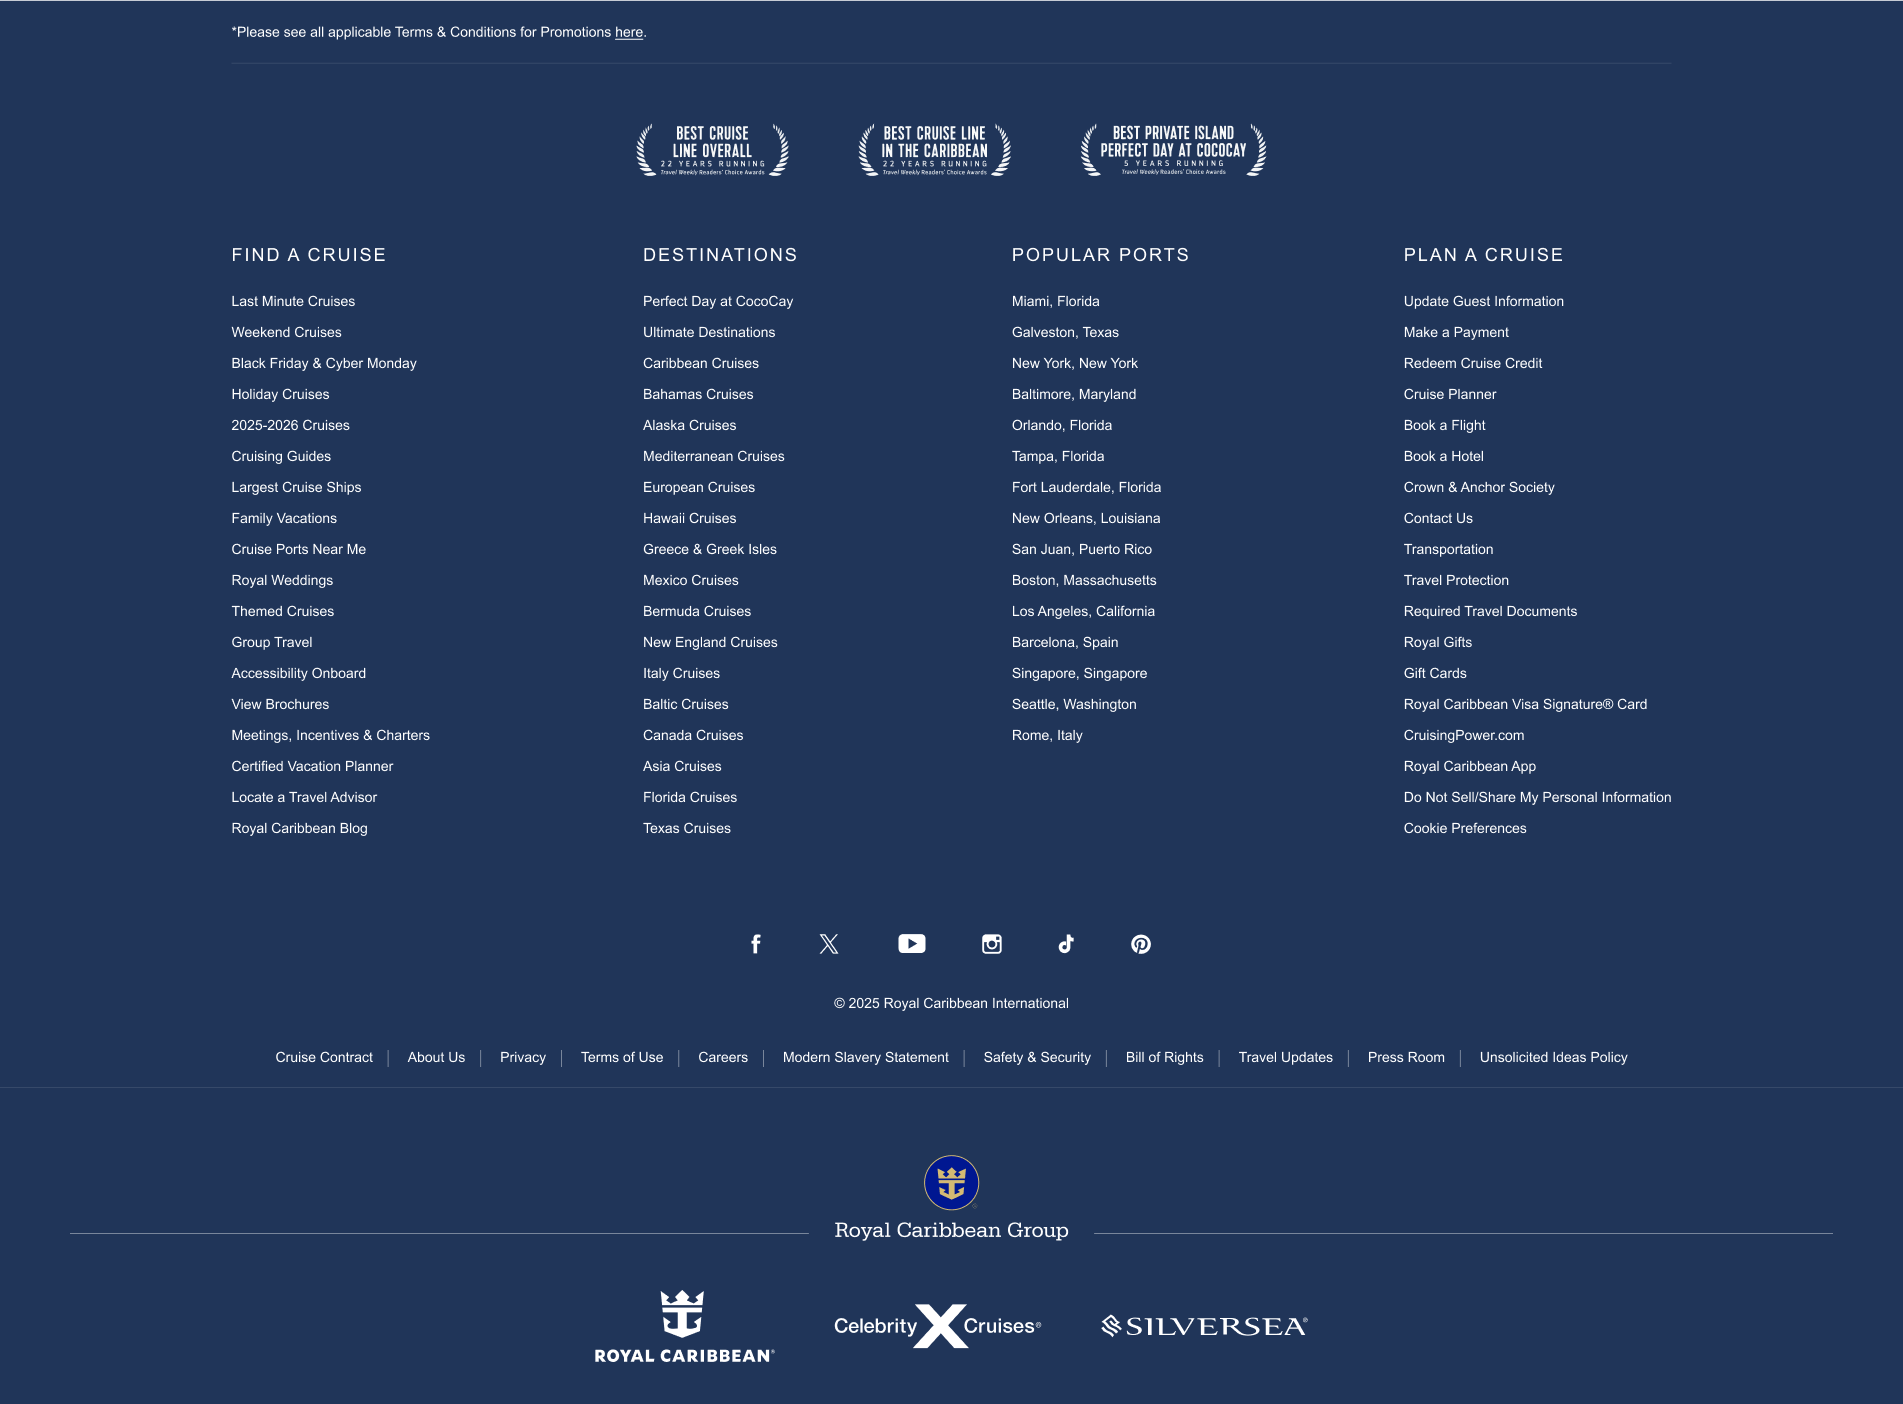 *Please see all applicable Terms & Conditions for Promotions here.
BEST CRUISE
LINE OVERALL
22 YEARS RUNNING
Travel Weekly Readers' Choice Awards
BEST CRUISE LINE
IN THE CARIBBEAN
22 YEARS RUNNING
Travel Weekly Readers' Choice Awards
BEST PRIVATE ISLAND
PERFECT DAY AT COCOCAY
5 YEARS RUNNING
Travel Weekly Readers' Choice Awards
FIND A CRUISE
Last Minute Cruises
Weekend Cruises
Black Friday & Cyber Monday
Holiday Cruises
2025-2026 Cruises
Cruising Guides
Largest Cruise Ships
Family Vacations
Cruise Ports Near Me
Royal Weddings
Themed Cruises
Group Travel
Accessibility Onboard
View Brochures
Meetings, Incentives & Charters
Certified Vacation Planner
Locate a Travel Advisor
Royal Caribbean Blog
DESTINATIONS
Perfect Day at CocoCay
Ultimate Destinations
Caribbean Cruises
Bahamas Cruises
Alaska Cruises
Mediterranean Cruises
European Cruises
Hawaii Cruises
Greece & Greek Isles
Mexico Cruises
Bermuda Cruises
New England Cruises
Italy Cruises
Baltic Cruises
Canada Cruises
Asia Cruises
Florida Cruises
Texas Cruises
POPULAR PORTS
Miami, Florida
Galveston, Texas
New York, New York
Baltimore, Maryland
Orlando, Florida
Tampa, Florida
Fort Lauderdale, Florida
New Orleans, Louisiana
San Juan, Puerto Rico
Boston, Massachusetts
Los Angeles, California
Barcelona, Spain
Singapore, Singapore
Seattle, Washington
Rome, Italy
PLAN A CRUISE
Update Guest Information
Make a Payment
Redeem Cruise Credit
Cruise Planner
Book a Flight
Book a Hotel
Crown & Anchor Society
Contact Us
Transportation
Travel Protection
Required Travel Documents
Royal Gifts
Gift Cards
Royal Caribbean Visa Signature® Card
CruisingPower.com
Royal Caribbean App
Do Not Sell/Share My Personal Information
Cookie Preferences
© 2025 Royal Caribbean International
Cruise Contract | About Us | Privacy | Terms of Use | Careers | Modern Slavery Statement | Safety & Security | Bill of Rights | Travel Updates | Press Room | Unsolicited Ideas Policy
Royal Caribbean Group
ROYAL CARIBBEAN®
Celebrity X Cruises®
SILVERSEA®